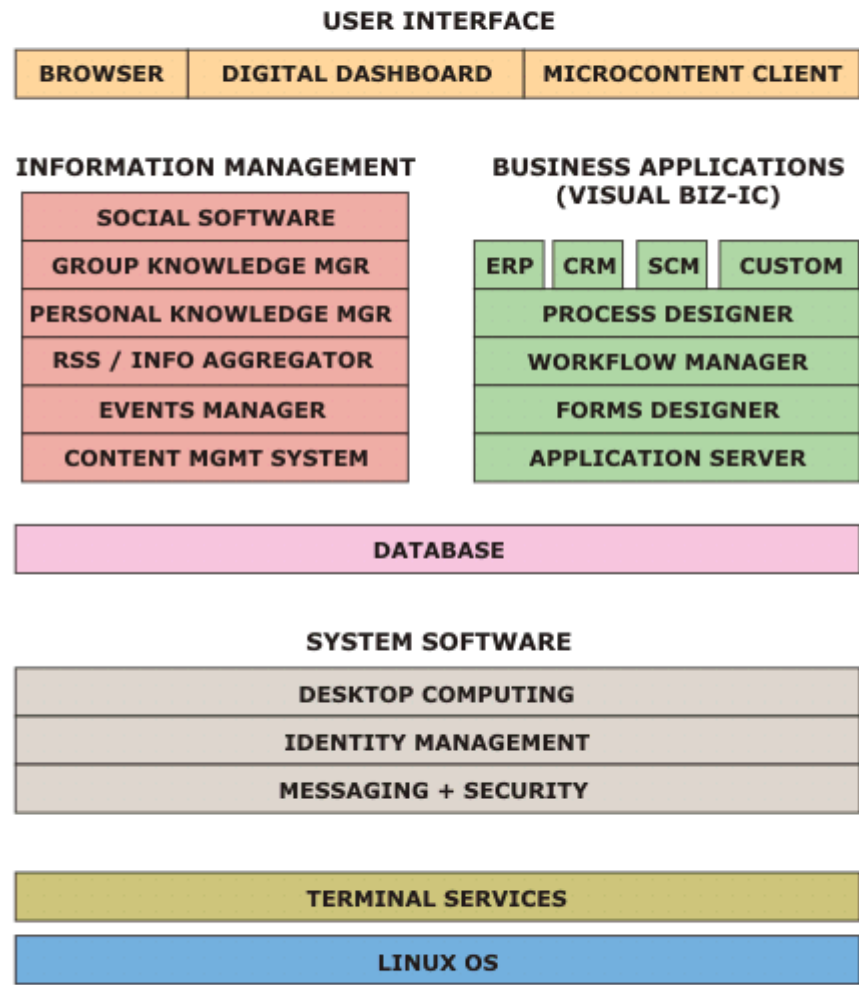 USER INTERFACE
BROWSER
DIGITAL DASHBOARD
MICROCONTENT CLIENT
INFORMATION MANAGEMENT
SOCIAL SOFTWARE
GROUP KNOWLEDGE MGR
PERSONAL KNOWLEDGE MGR
RSS / INFO AGGREGATOR
EVENTS MANAGER
CONTENT MGMT SYSTEM
BUSINESS APPLICATIONS
(VISUAL BIZ-IC)
ERP
CRM
SCM
CUSTOM
PROCESS DESIGNER
WORKFLOW MANAGER
FORMS DESIGNER
APPLICATION SERVER
DATABASE
SYSTEM SOFTWARE
DESKTOP COMPUTING
IDENTITY MANAGEMENT
MESSAGING + SECURITY
TERMINAL SERVICES
LINUX OS